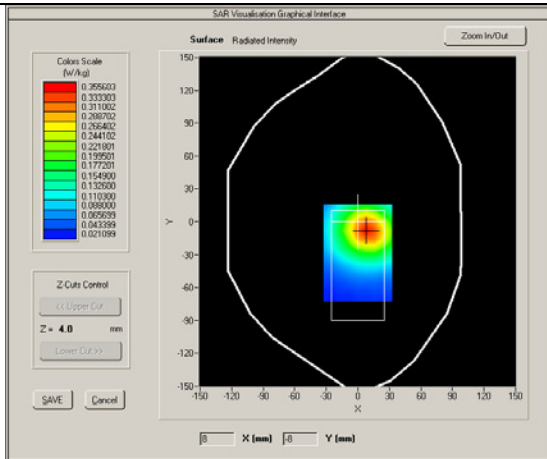 SAR Visualisation Graphical Interface
Surface Radiated Intensity
Zoom In/Out
Colors Scale
(W/kg)
0.355603
0.333303
0.311002
0.288702
0.266402
0.244102
0.221801
0.199501
0.177201
0.154900
0.132600
0.110300
0.088000
0.065699
0.043399
0.021099
Z-Cuts Control
<< Upper Cut
Z = 4.0 mm
Lower Cut >>
SAVE Cancel
150
120
90
60
30
0
-30
-60
-90
-120
-150
Y
-150 -120 -90 -60 -30 0 30 60 90 120 150
X
8 X (mm) -8 Y (mm)